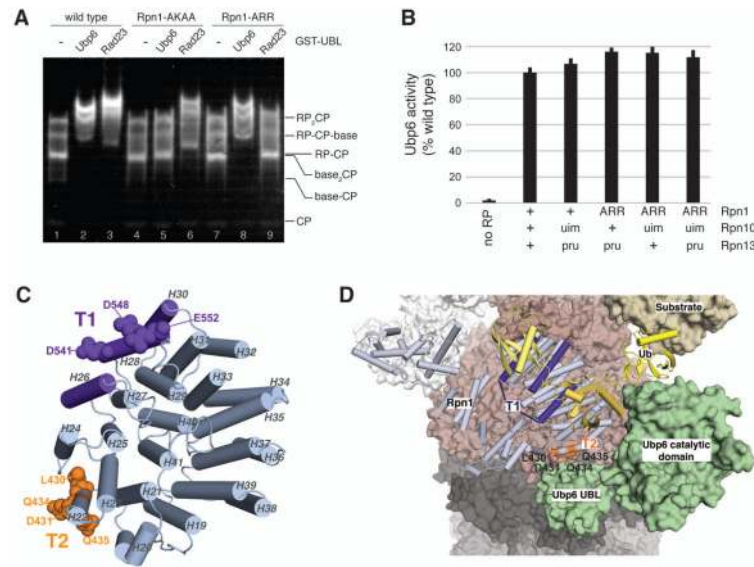 A
wild type Rpn1-AKAA Rpn1-ARR
- Ubp6 Rad23 - Ubp6 Rad23 - Ubp6 Rad23 GST-UBL
RP₂CP
RP-CP-base
RP-CP
base₂CP
base-CP
CP
1 2 3 4 5 6 7 8 9
B
Ubp6 activity
(% wild type)
120
100
80
60
40
20
0
no RP
+ + ARR ARR ARR Rpn1
+ uim + uim uim Rpn10
+ pru pru + pru Rpn13
C
H30
D548
T1
E552
D541
H31
H32
H28
H26
H33
H29
H27
H34
H40
H35
H24
H25
H37
H36
H41
L430
H39
Q434
H21
H38
D431
H22
H19
T2
Q435
H20
D
Substrate
Ub
Rpn1
T1
T2
L430
Q435
D431
Q434
Ubp6 catalytic
domain
Ubp6 UBL